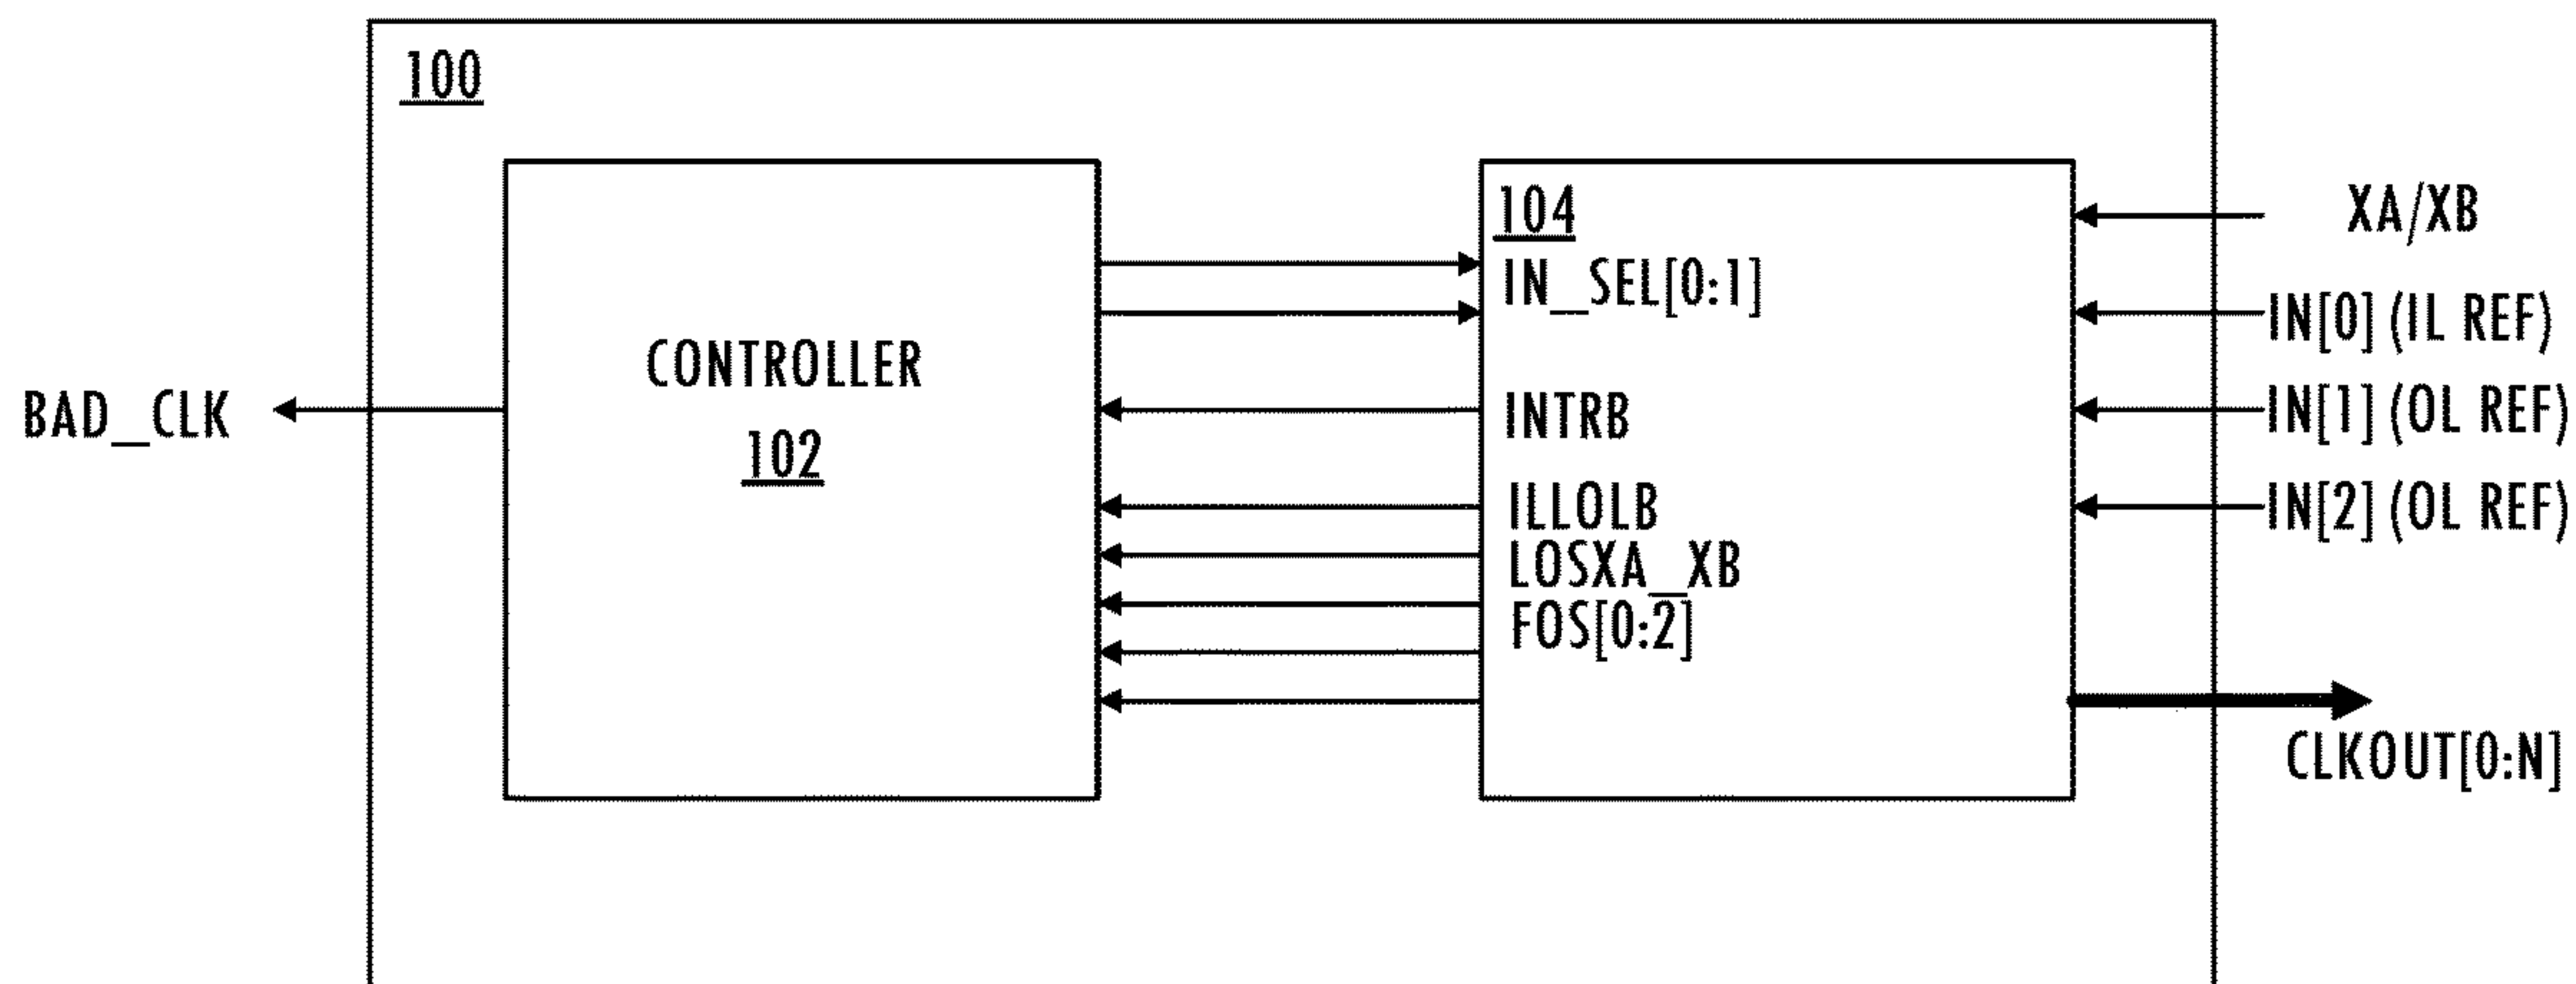 100
104
XA/XB
IN_SEL[0:1]
IN[0] (IL REF)
CONTROLLER
102
BAD_CLK
INTRB
IN[1] (OL REF)
ILLOLB
IN[2] (OL REF)
LOSXA_XB
FOS[0:2]
CLKOUT[0:N]